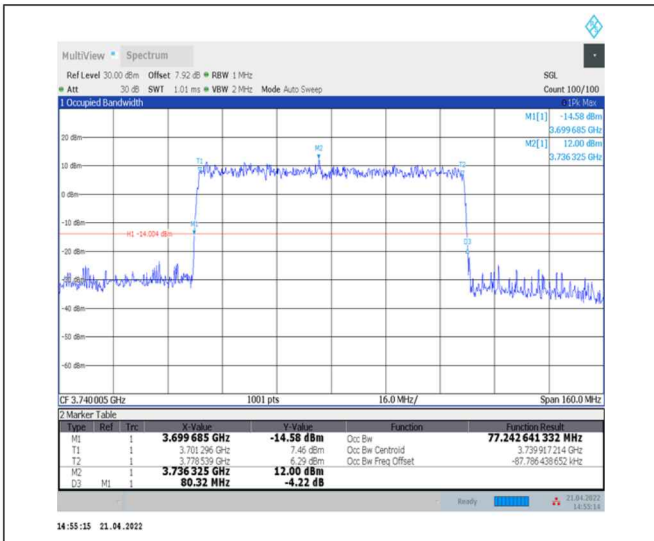 MultiView Spectrum
Ref Level 30.00 dBm Offset 7.92 dB RBW 1 MHz SGL
Att 30 dB SWT 1.01 ms VBW 2 MHz Mode Auto Sweep Count 100/100
1 Occupied Bandwidth 1Pk Max
M1[1] -14.58 dBm
3.699 685 GHz
M2[1] 12.00 dBm
3.736 325 GHz
20 dBm
M2
T1 T2
10 dBm
0 dBm
-10 dBm
M1
H1 -14.004 dBm
D3
-20 dBm
-30 dBm
-40 dBm
-50 dBm
-60 dBm
CF 3.740 005 GHz 1001 pts 16.0 MHz/ Span 160.0 MHz
2 Marker Table
Type Ref Trc X-Value Y-Value Function Function Result
M1 1 3.699 685 GHz -14.58 dBm Occ Bw 77.242 641 332 MHz
T1 1 3.701 296 GHz 7.46 dBm Occ Bw Centroid 3.739 917 214 GHz
T2 1 3.778 539 GHz 6.29 dBm Occ Bw Freq Offset -87.786 438 652 kHz
M2 1 3.736 325 GHz 12.00 dBm
D3 M1 1 80.32 MHz -4.22 dB
Ready 21.04.2022
14:55:14
14:55:15 21.04.2022